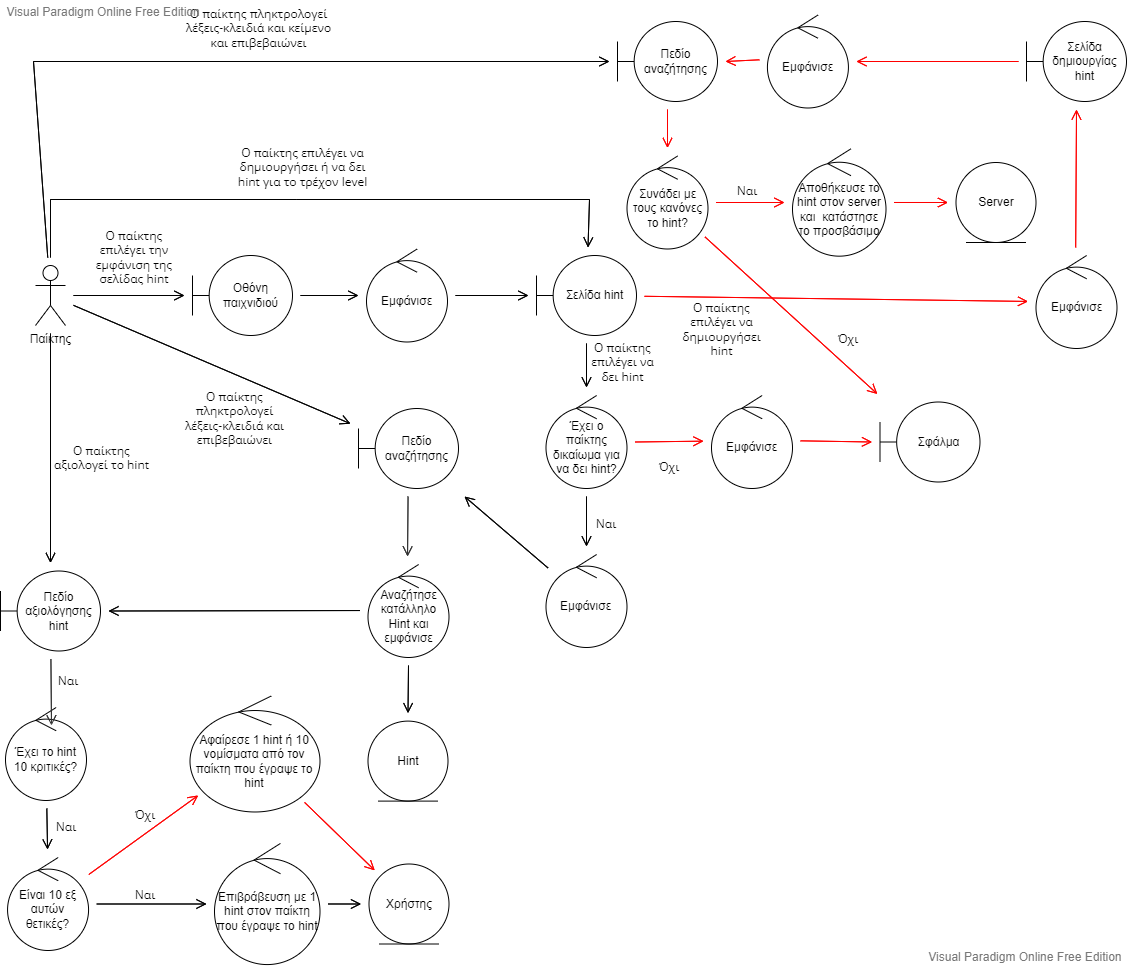 Visual Paradigm Online Free Edition
Ο παίκτης πληκτρολογεί
λέξεις-κλειδιά και κείμενο
και επιβεβαιώνει
Πεδίο
αναζήτησης
Εμφάνισε
Σελίδα
δημιουργίας
hint
Ο παίκτης επιλέγει να
δημιουργήσει ή να δει
hint για το τρέχον level
Συνάδει με
τους κανόνες
το hint?
Ναι
Αποθήκευσε το
hint στον server
και κατάστησε
το προσβάσιμο
Server
Ο παίκτης
επιλέγει την
εμφάνιση της
σελίδας hint
Παίκτης
Οθόνη
παιχνιδιού
Εμφάνισε
Σελίδα hint
Ο παίκτης
επιλέγει να
δημιουργήσει
hint
Εμφάνισε
Όχι
Ο παίκτης
επιλέγει να
δει hint
Ο παίκτης
πληκτρολογεί
λέξεις-κλειδιά και
επιβεβαιώνει
Πεδίο
αναζήτησης
Έχει ο
παίκτης
δικαίωμα για
να δει hint?
Όχι
Εμφάνισε
Σφάλμα
Ο παίκτης
αξιολογεί το hint
Ναι
Εμφάνισε
Πεδίο
αξιολόγησης
hint
Αναζήτησε
κατάλληλο
Hint και
εμφάνισε
Ναι
Έχει το hint
10 κριτικές?
Αφαίρεσε 1 hint ή 10
νομίσματα από τον
παίκτη που έγραψε το
hint
Hint
Ναι
Όχι
Είναι 10 εξ
αυτών
θετικές?
Ναι
Επιβράβευση με 1
hint στον παίκτη
που έγραψε το hint
Χρήστης
Visual Paradigm Online Free Edition